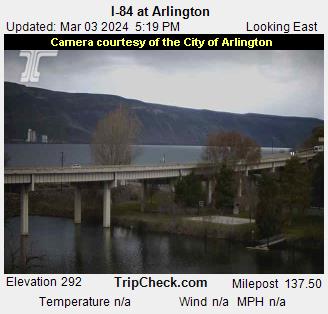 I-84 at Arlington
Updated: Mar 03 2024 5:19 PM Looking East
Camera courtesy of the City of Arlington
Elevation 292 TripCheck.com Milepost 137.50
Temperature n/a Wind n/a MPH n/a